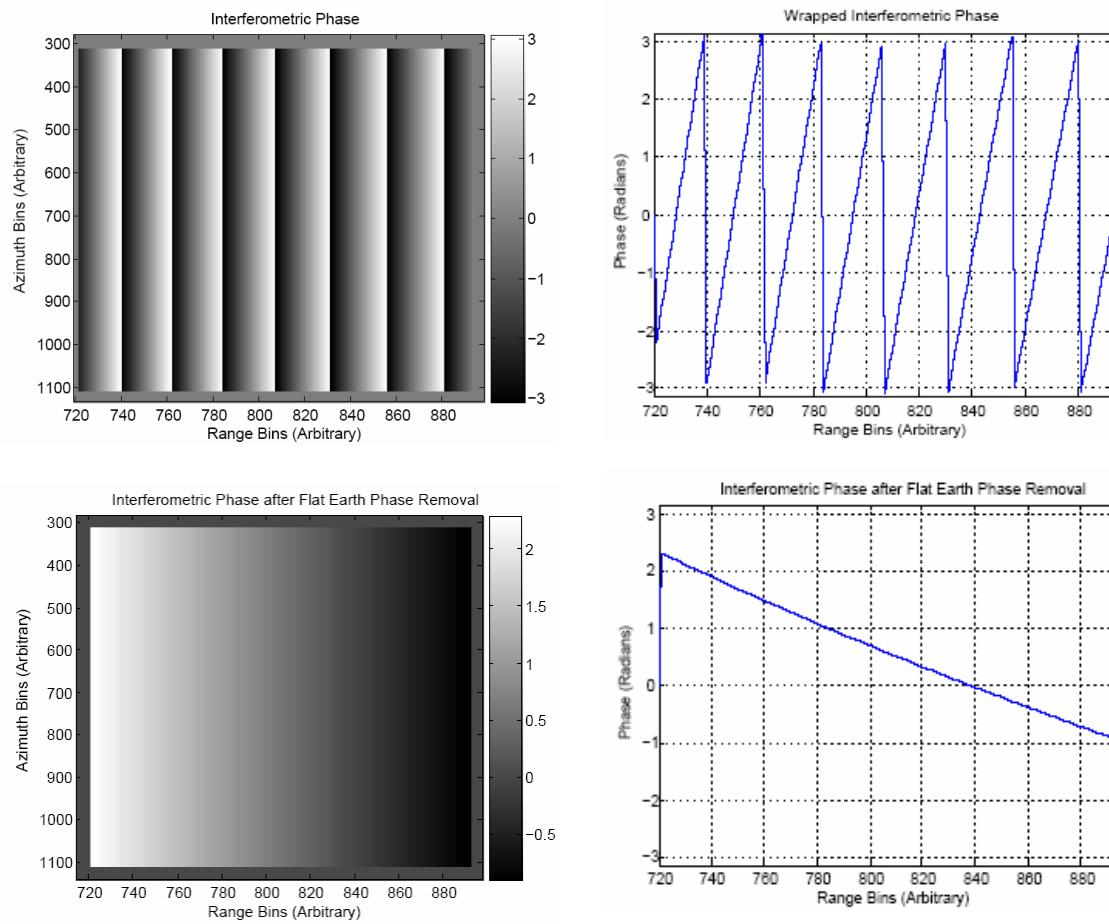 Interferometric Phase
300
400
500
600
700
800
900
1000
1100
Azimuth Bins (Arbitrary)
720 740 760 780 800 820 840 860 880
Range Bins (Arbitrary)
3
2
1
0
−1
−2
−3
Wrapped Interferometric Phase
3
2
1
0
-1
-2
-3
Phase (Radians)
720 740 760 780 800 820 840 860 880
Range Bins (Arbitrary)
Interferometric Phase after Flat Earth Phase Removal
300
400
500
600
700
800
900
1000
1100
Azimuth Bins (Arbitrary)
720 740 760 780 800 820 840 860 880
Range Bins (Arbitrary)
2
1.5
1
0.5
0
−0.5
Interferometric Phase after Flat Earth Phase Removal
3
2
1
0
-1
-2
-3
Phase (Radians)
720 740 760 780 800 820 840 860 880
Range Bins (Arbitrary)